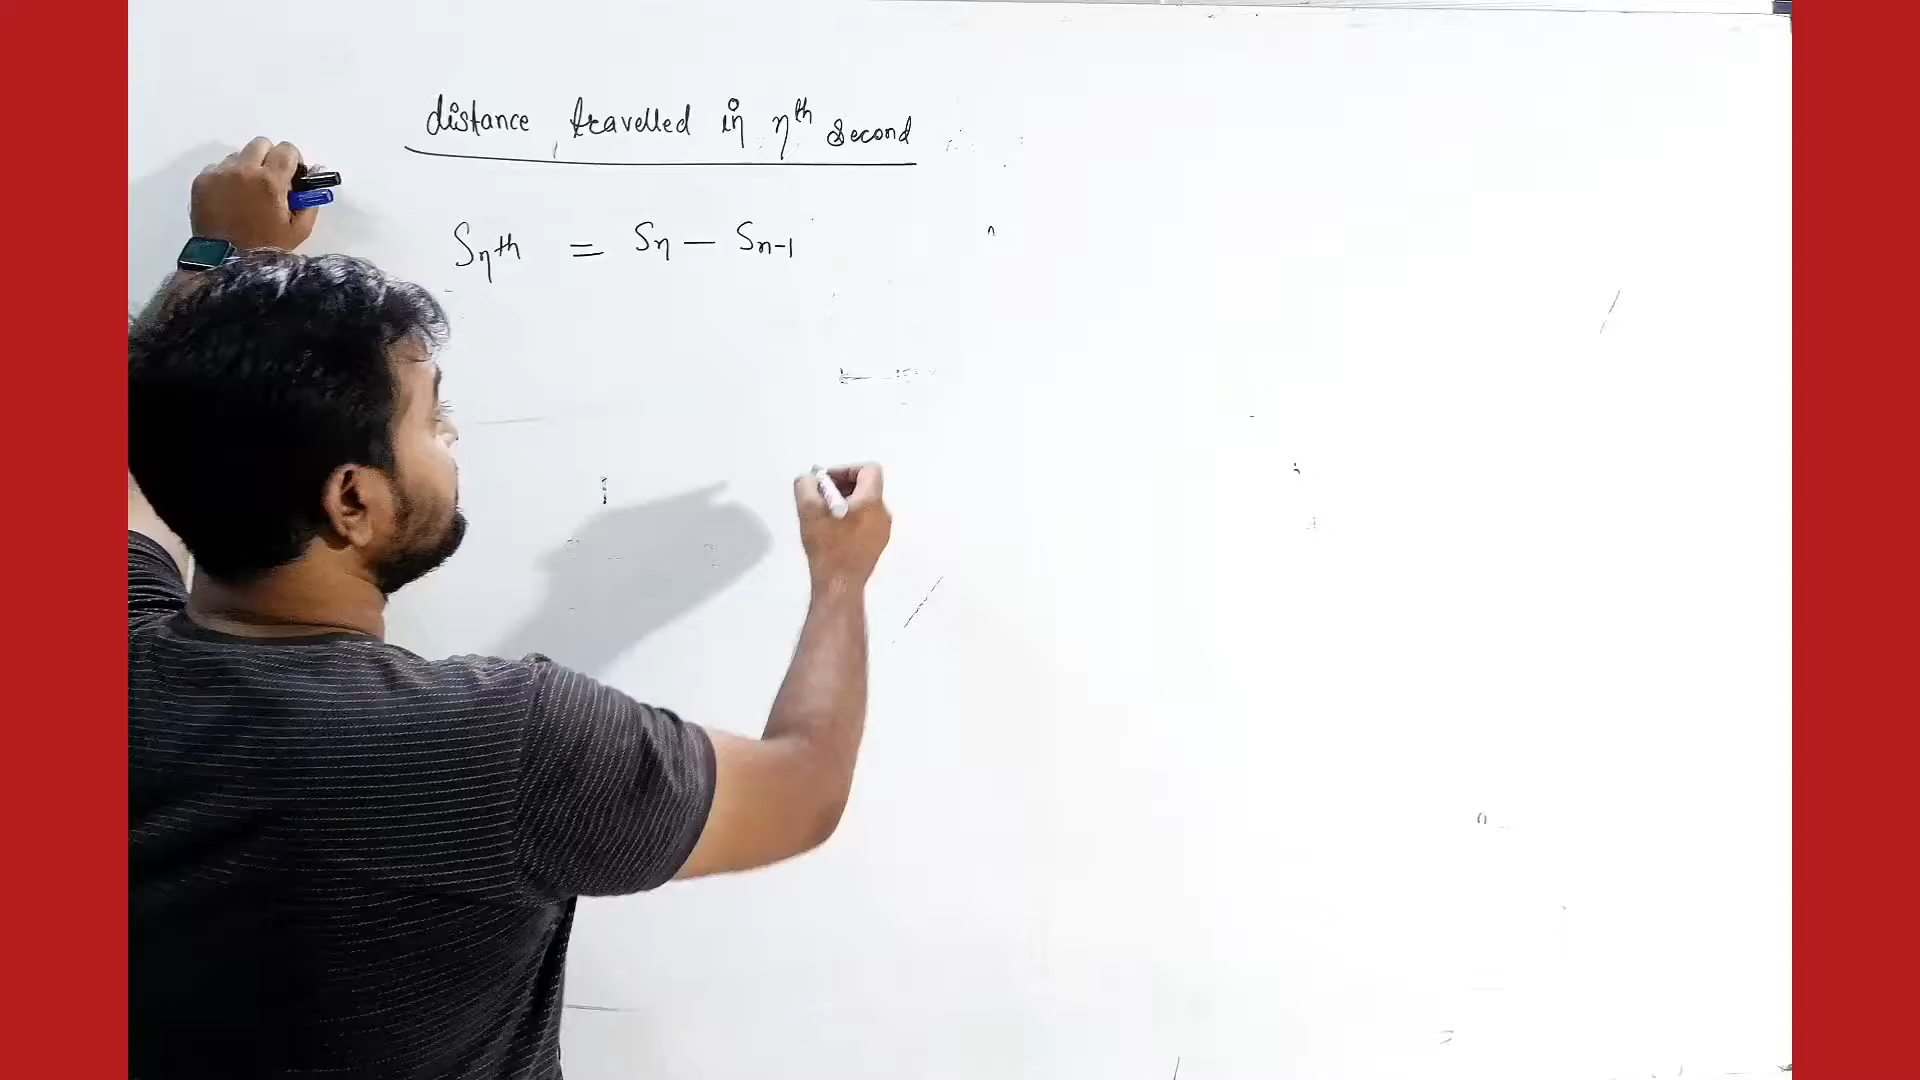 distance travelled in nth second
Snth = Sn − Sn-1